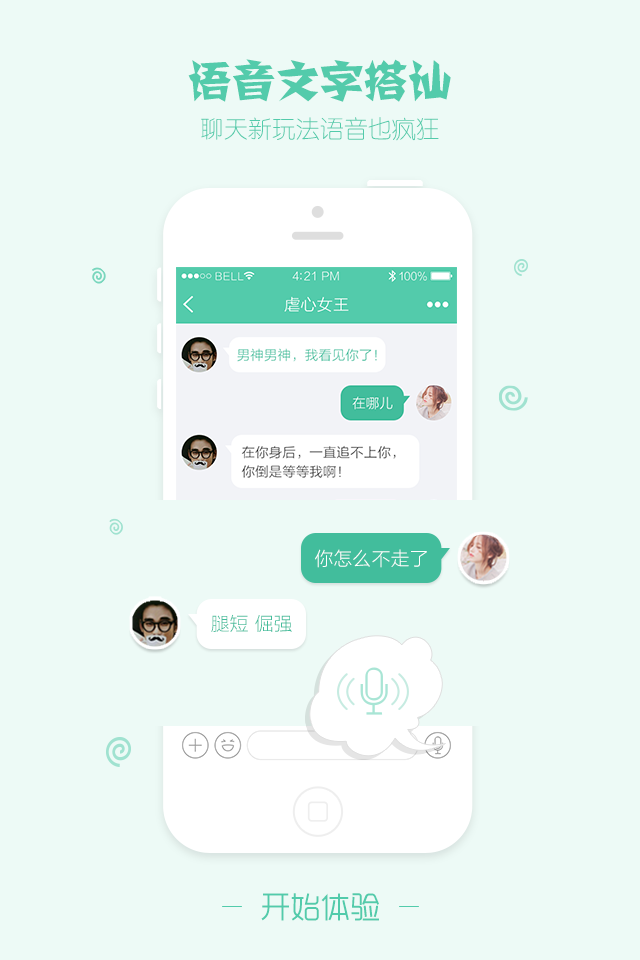 语音文字搭讪
聊天新玩法语音也疯狂
BELL 4:21 PM 100%
虐心女王
男神男神，我看见你了！
在哪儿
在你身后，一直追不上你，
你倒是等等我啊！
你怎么不走了
腿短 倔强
开始体验